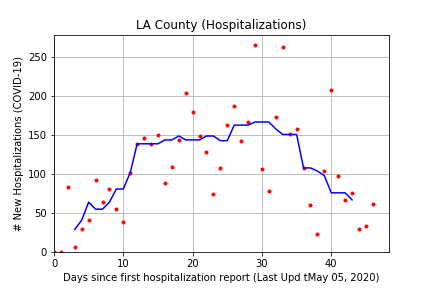 LA County (Hospitalizations)
# New Hospitalizations (COVID-19)
250
200
150
100
50
0
0 10 20 30 40
Days since first hospitalization report (Last Upd tMay 05, 2020)